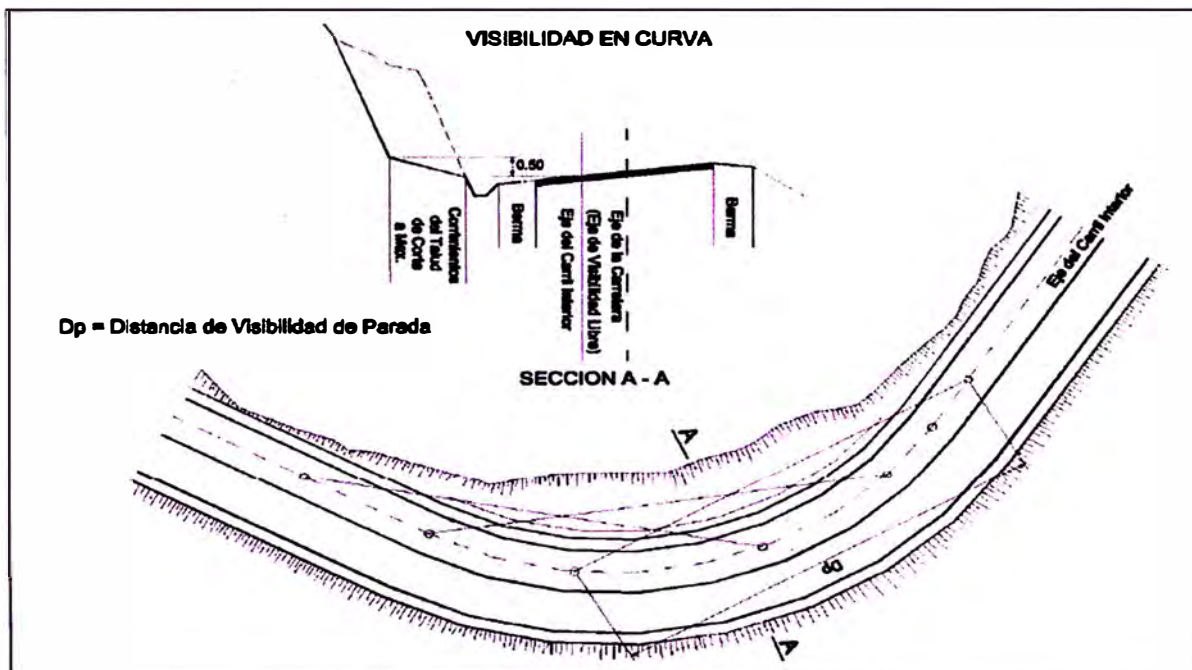 VISIBILIDAD EN CURVA
0.50
Corrimientos
del Talud
de Corte
a Max.
Berma
Eje del Carril Interior
(Eje de Visibilidad Libre)
Eje de la Carretera
Berma
Eje del Carril Interior
Dp = Distancia de Visibilidad de Parada
SECCION A - A
A
Dp
A